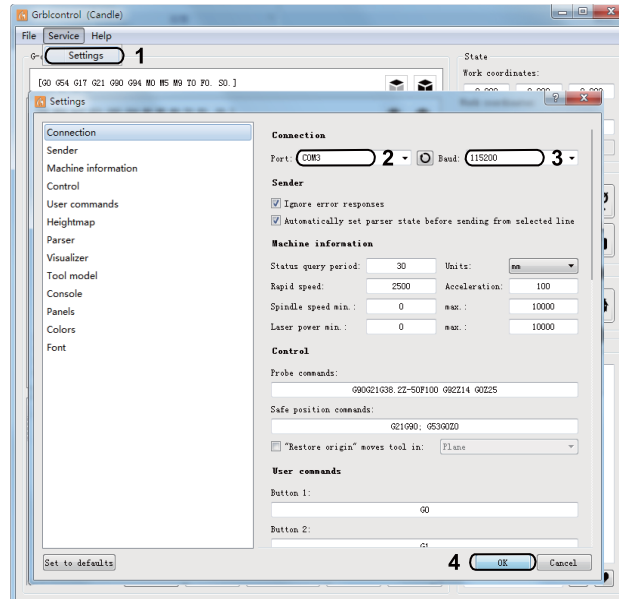 Grblcontrol (Candle)
File Service Help
Settings 1
State
Work coordinates:
[G0 G54 G17 G21 G90 G94 M0 M5 M9 T0 F0. S0.]
Settings
Connection
Sender
Machine information
Control
User commands
Heightmap
Parser
Visualizer
Tool model
Console
Panels
Colors
Font
Connection
Port: COM3 2 Baud: 115200 3
Sender
Ignore error responses
Automatically set parser state before sending from selected line
Machine information
Status query period: 30 Units: mm
Rapid speed: 2500 Acceleration: 100
Spindle speed min.: 0 max.: 10000
Laser power min.: 0 max.: 10000
Control
Probe commands:
G90G21G38.2Z-50F100 G92Z14 G0Z25
Safe position commands:
G21G90; G53G0Z0
"Restore origin" moves tool in: Plane
User commands
Button 1:
G0
Button 2:
G1
Set to defaults 4 OK Cancel